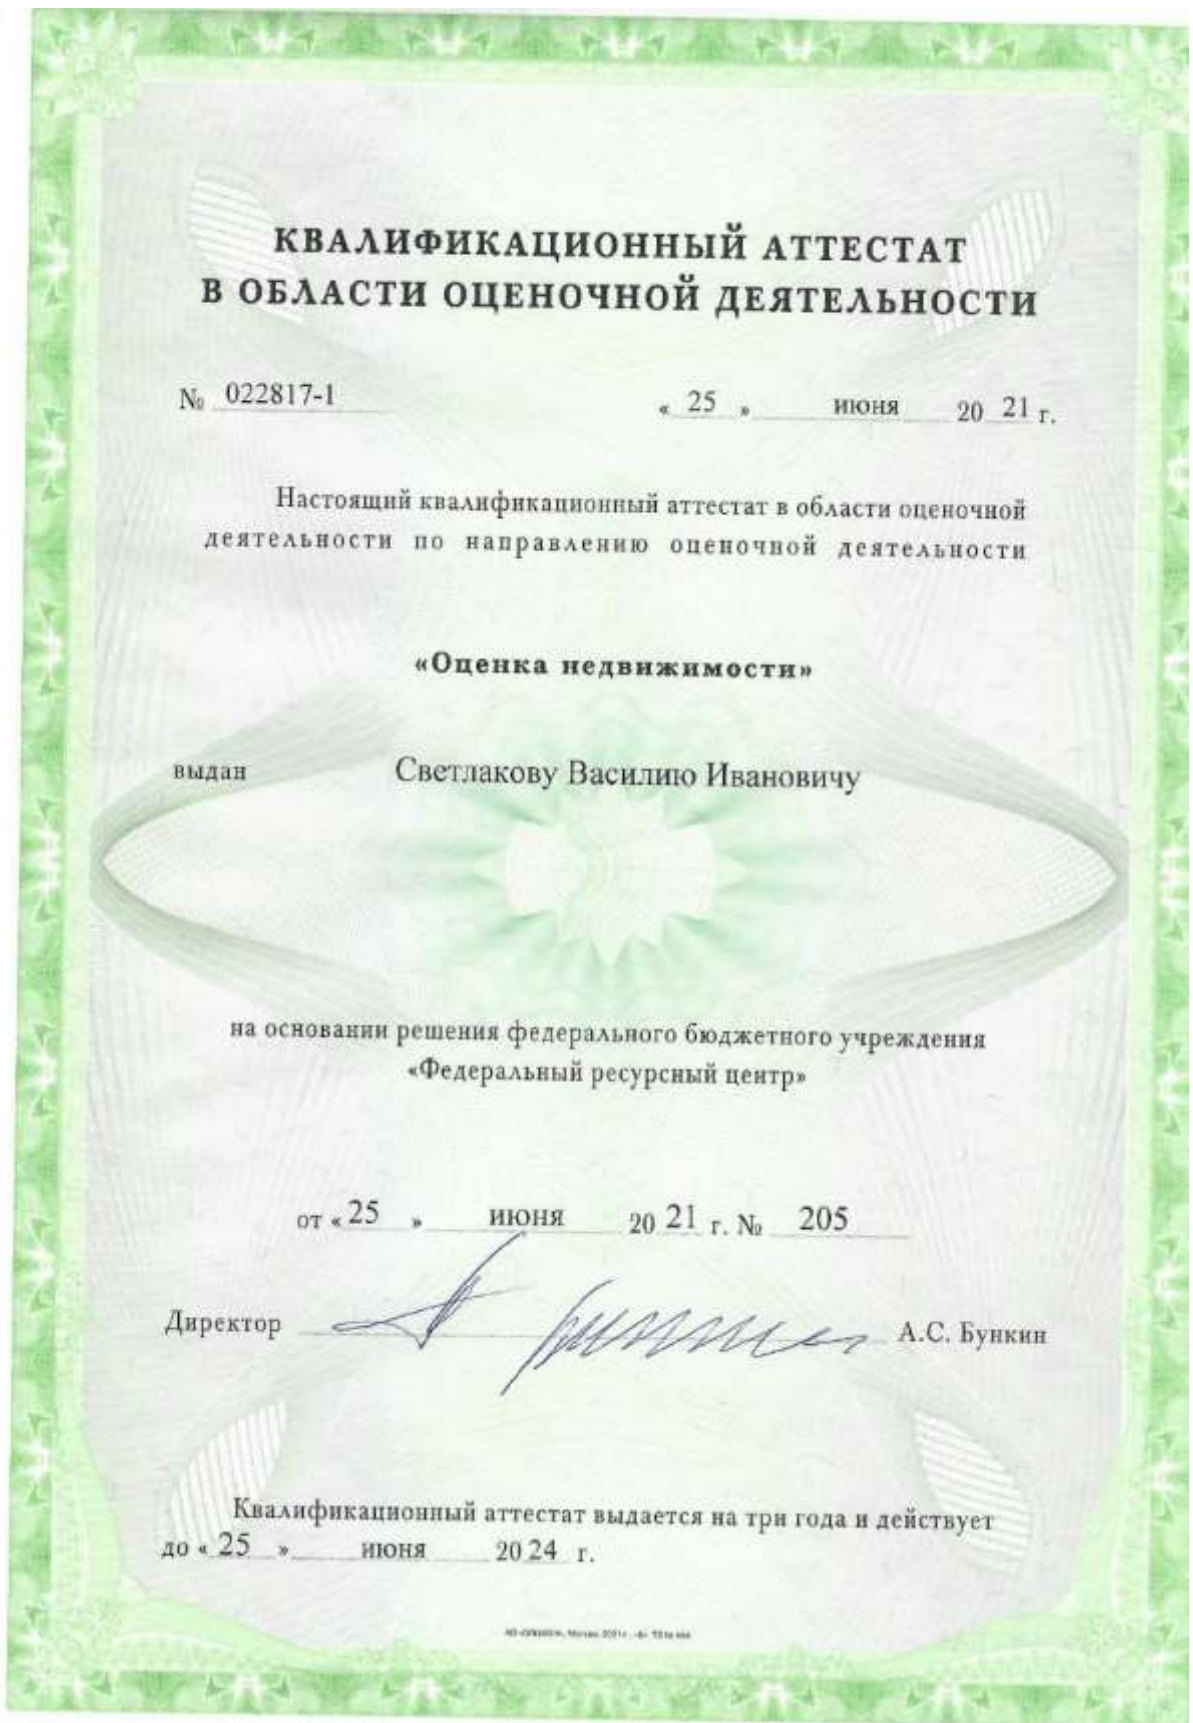 КВАЛИФИКАЦИОННЫЙ АТТЕСТАТ
В ОБЛАСТИ ОЦЕНОЧНОЙ ДЕЯТЕЛЬНОСТИ
№ 022817-1 « 25 » июня 20 21 г.
Настоящий квалификационный аттестат в области оценочной
деятельности по направлению оценочной деятельности
«Оценка недвижимости»
выдан Светлакову Василию Ивановичу
на основании решения федерального бюджетного учреждения
«Федеральный ресурсный центр»
от « 25 » июня 20 21 г. № 205
Директор А.С. Бункин
Квалификационный аттестат выдается на три года и действует
до « 25 » июня 20 24 г.